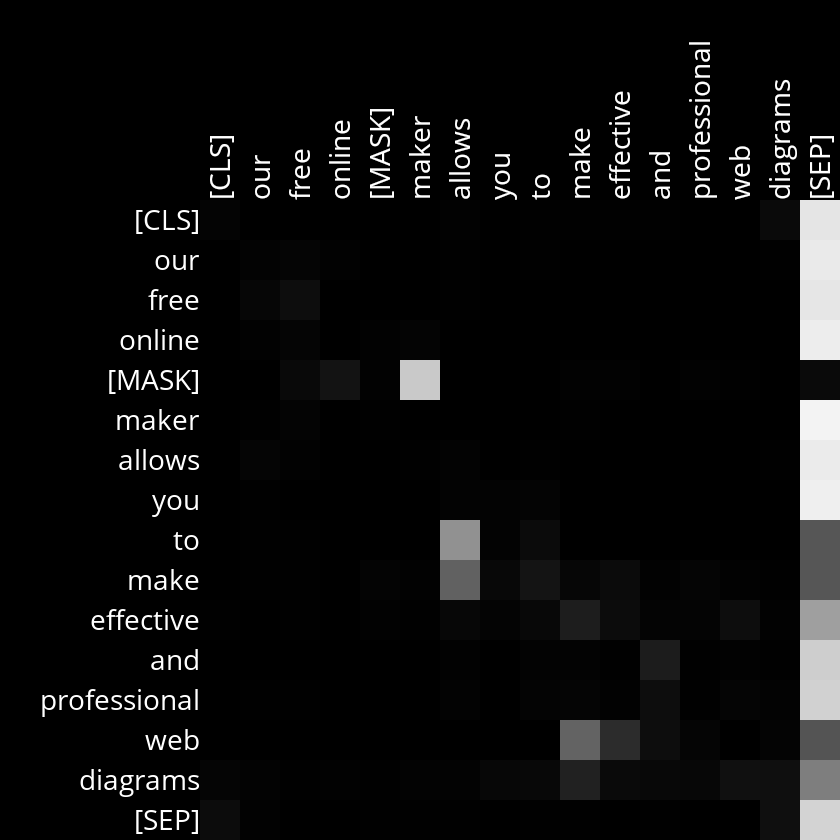 [CLS] our free online [MASK] maker allows you to make effective and professional web diagrams [SEP]
[CLS]
our
free
online
[MASK]
maker
allows
you
to
make
effective
and
professional
web
diagrams
[SEP]